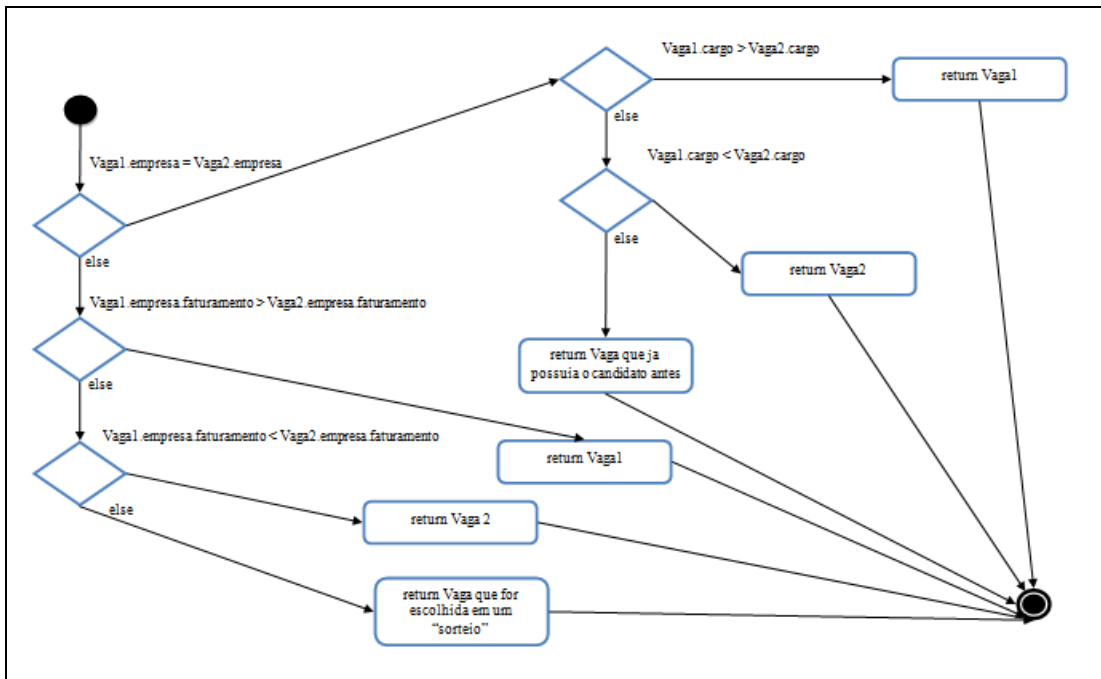 Vaga1.cargo > Vaga2.cargo
return Vaga1
else
Vaga1.empresa = Vaga2.empresa
Vaga1.cargo < Vaga2.cargo
else
else
return Vaga2
Vaga1.empresa.faturamento > Vaga2.empresa.faturamento
return Vaga que ja
possuia o candidato antes
else
Vaga1.empresa.faturamento < Vaga2.empresa.faturamento
return Vaga1
else
return Vaga 2
return Vaga que for
escolhida em um
“sorteio”